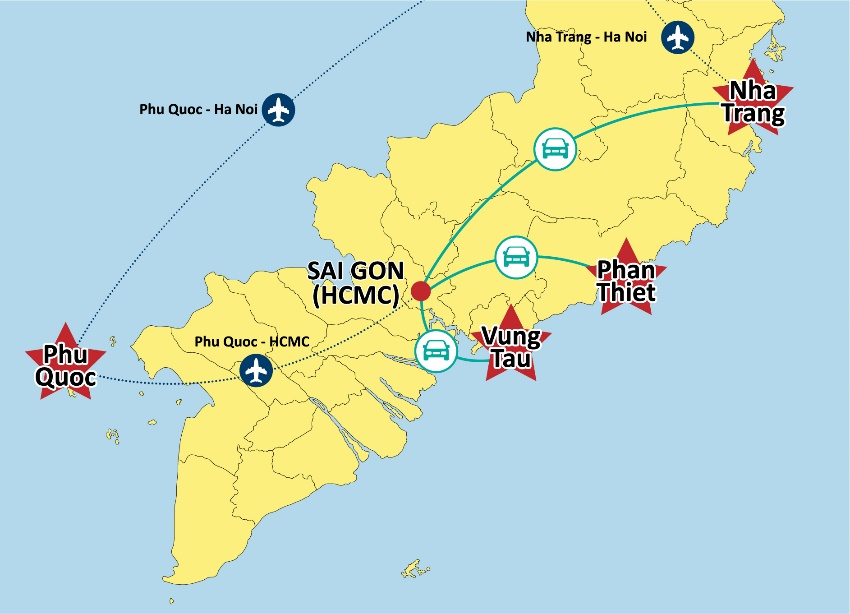 Nha Trang - Ha Noi
Nha
Trang
Phu Quoc - Ha Noi
SAI GON
(HCMC)
Phan
Thiet
Phu Quoc - HCMC
Vung
Tau
Phu
Quoc